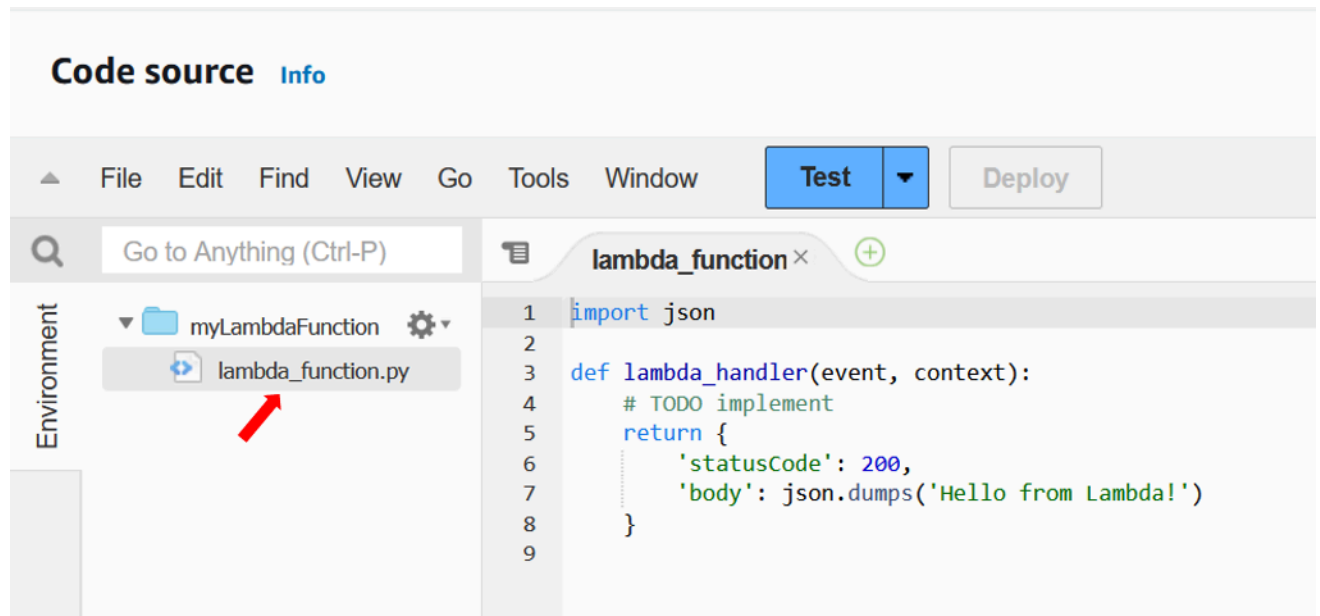 Code source Info
File Edit Find View Go Tools Window Test Deploy
Go to Anything (Ctrl-P)
lambda_function ×
Environment
myLambdaFunction
lambda_function.py
1 import json
2
3 def lambda_handler(event, context):
4     # TODO implement
5     return {
6         'statusCode': 200,
7         'body': json.dumps('Hello from Lambda!')
8     }
9